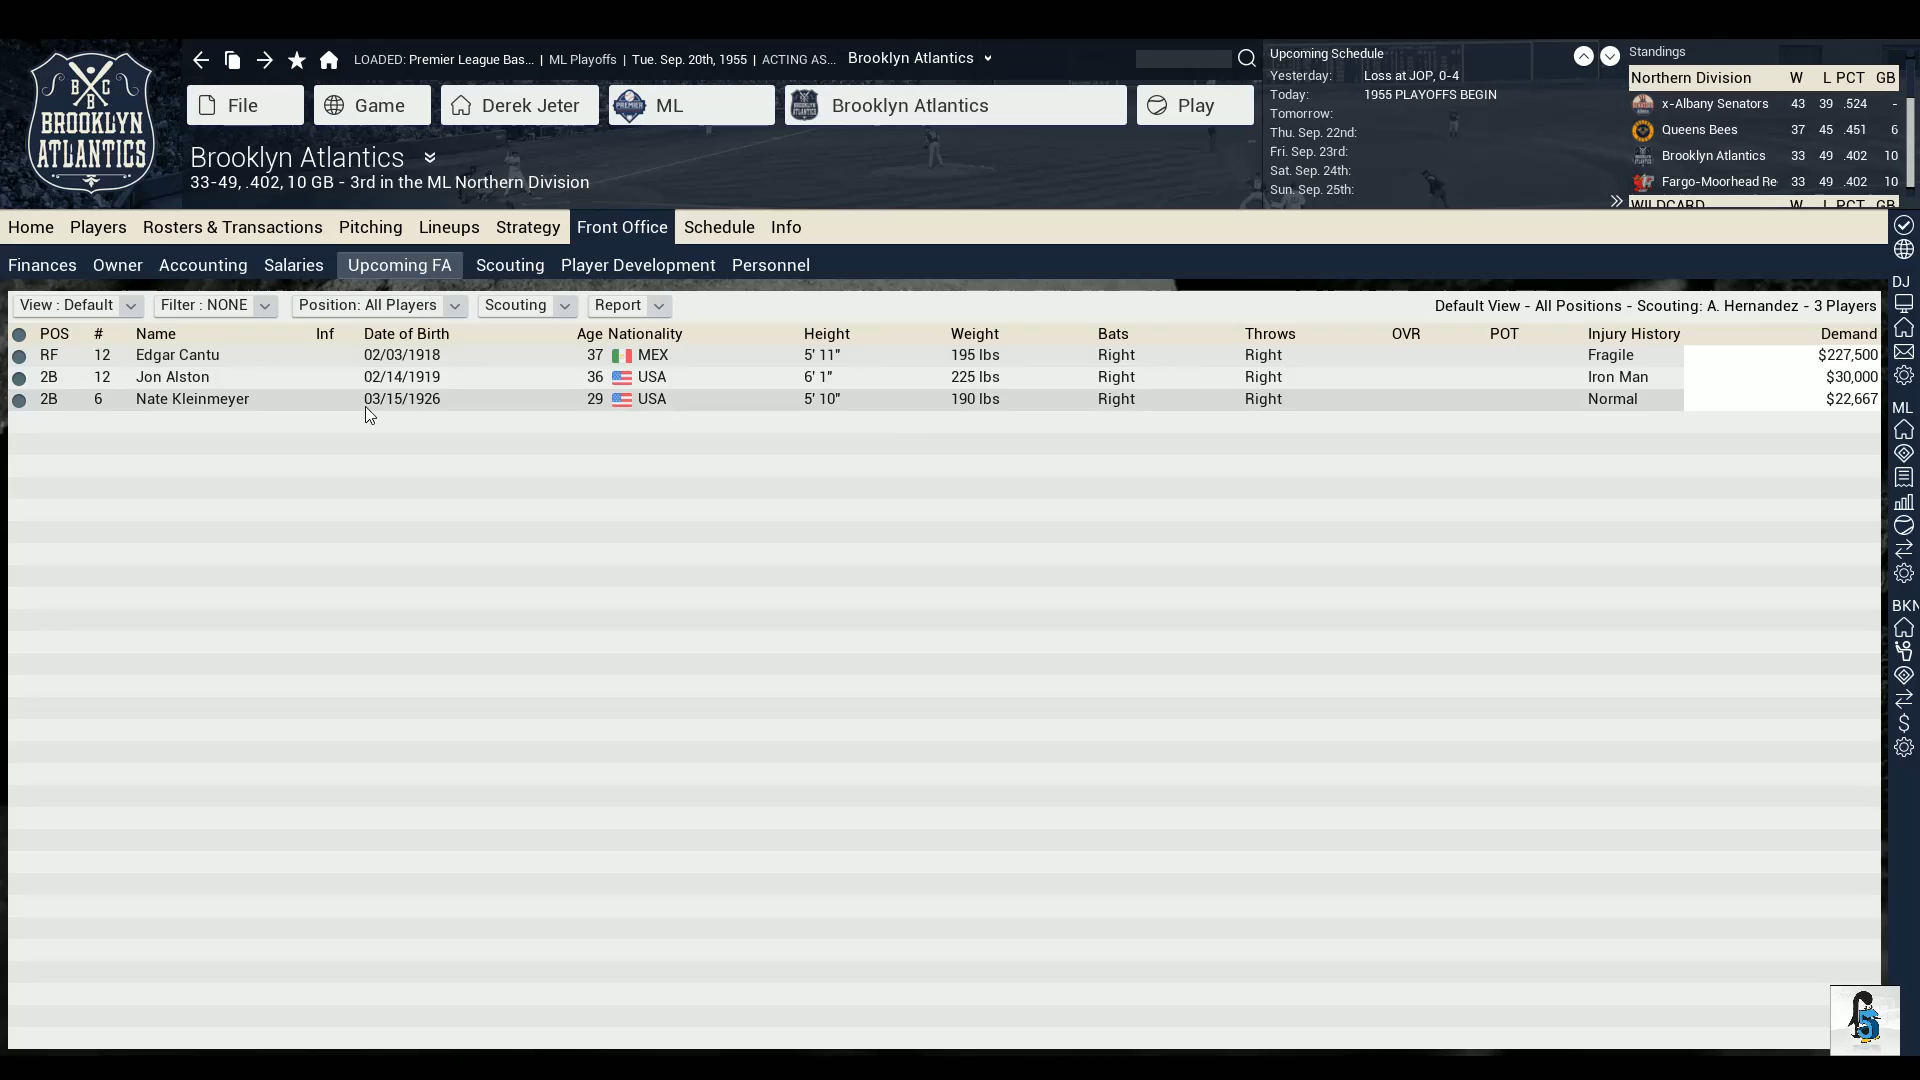 LOADED: Premier League Bas... | ML Playoffs | Tue. Sep. 20th, 1955 | ACTING AS... Brooklyn Atlantics
File
Game
Derek Jeter
ML
Brooklyn Atlantics
Play
B B C
BROOKLYN
ATLANTICS
Brooklyn Atlantics
33-49, .402, 10 GB - 3rd in the ML Northern Division
Upcoming Schedule
Yesterday: Loss at JOP, 0-4
Today: 1955 PLAYOFFS BEGIN
Tomorrow:
Thu. Sep. 22nd:
Fri. Sep. 23rd:
Sat. Sep. 24th:
Sun. Sep. 25th:
Standings
Northern Division W L PCT GB
x-Albany Senators 43 39 .524 -
Queens Bees 37 45 .451 6
Brooklyn Atlantics 33 49 .402 10
Fargo-Moorhead Re 33 49 .402 10
WILDCARD W L PCT GB
Home Players Rosters & Transactions Pitching Lineups Strategy Front Office Schedule Info
Finances Owner Accounting Salaries Upcoming FA Scouting Player Development Personnel
View : Default Filter : NONE Position: All Players Scouting Report Default View - All Positions - Scouting: A. Hernandez - 3 Players
POS # Name Inf Date of Birth Age Nationality Height Weight Bats Throws OVR POT Injury History Demand
RF 12 Edgar Cantu 02/03/1918 37 MEX 5' 11" 195 lbs Right Right Fragile $227,500
2B 12 Jon Alston 02/14/1919 36 USA 6' 1" 225 lbs Right Right Iron Man $30,000
2B 6 Nate Kleinmeyer 03/15/1926 29 USA 5' 10" 190 lbs Right Right Normal $22,667
DJ
ML
BKN